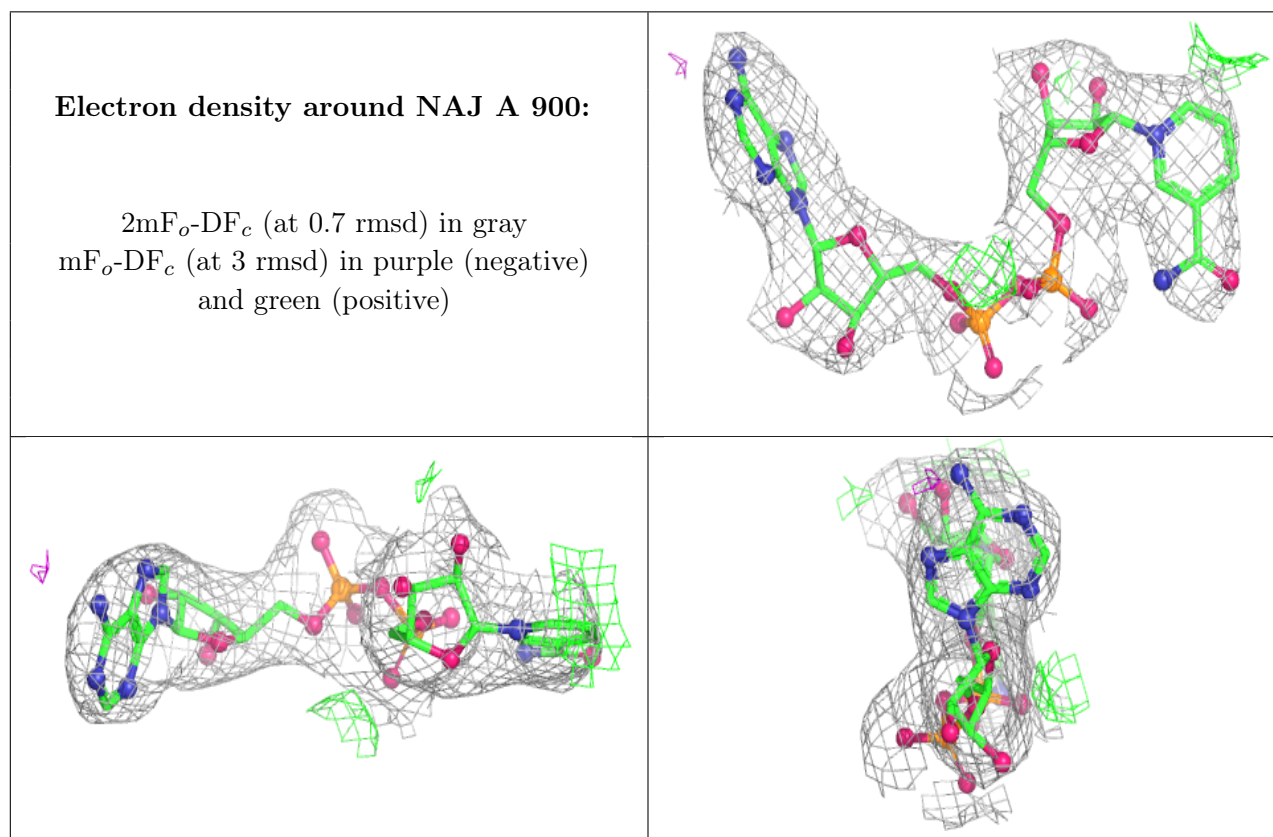 Electron density around NAJ A 900:
2mFo-DFc (at 0.7 rmsd) in gray
mFo-DFc (at 3 rmsd) in purple (negative)
and green (positive)